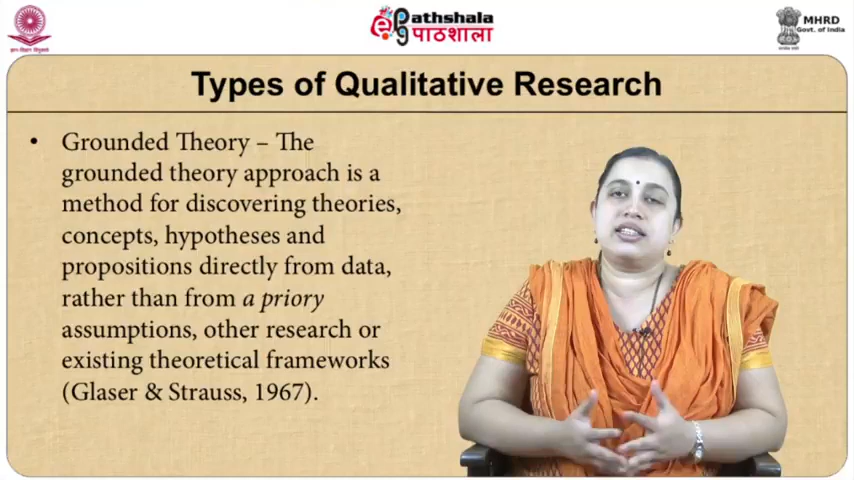 Pathshala
पाठशाला
MHRD
Govt. of India
Types of Qualitative Research
• Grounded Theory – The
grounded theory approach is a
method for discovering theories,
concepts, hypotheses and
propositions directly from data,
rather than from a priory
assumptions, other research or
existing theoretical frameworks
(Glaser & Strauss, 1967).